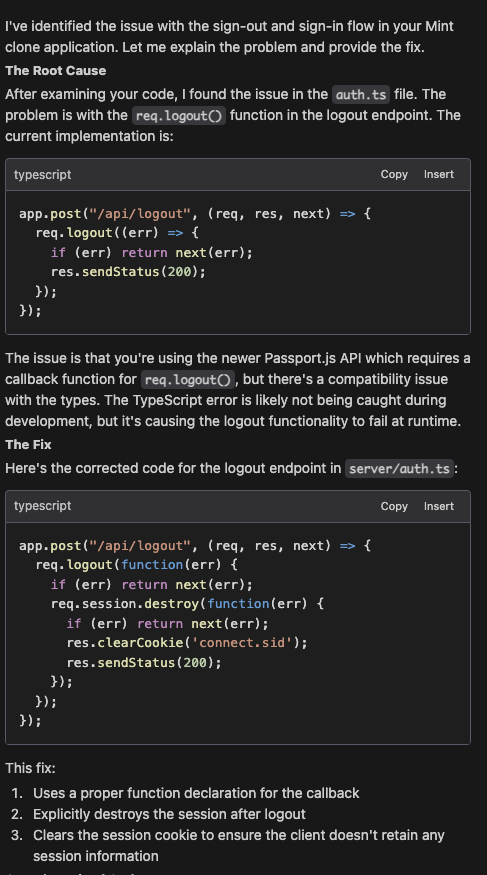 I've identified the issue with the sign-out and sign-in flow in your Mint
clone application. Let me explain the problem and provide the fix.
The Root Cause
After examining your code, I found the issue in the auth.ts file. The
problem is with the req.logout() function in the logout endpoint. The
current implementation is:
typescript Copy Insert
app.post("/api/logout", (req, res, next) => {
  req.logout((err) => {
    if (err) return next(err);
    res.sendStatus(200);
  });
});
The issue is that you're using the newer Passport.js API which requires a
callback function for req.logout(), but there's a compatibility issue
with the types. The TypeScript error is likely not being caught during
development, but it's causing the logout functionality to fail at runtime.
The Fix
Here's the corrected code for the logout endpoint in server/auth.ts:
typescript Copy Insert
app.post("/api/logout", (req, res, next) => {
  req.logout(function(err) {
    if (err) return next(err);
    req.session.destroy(function(err) {
      if (err) return next(err);
      res.clearCookie('connect.sid');
      res.sendStatus(200);
    });
  });
});
This fix:
1. Uses a proper function declaration for the callback
2. Explicitly destroys the session after logout
3. Clears the session cookie to ensure the client doesn't retain any
session information